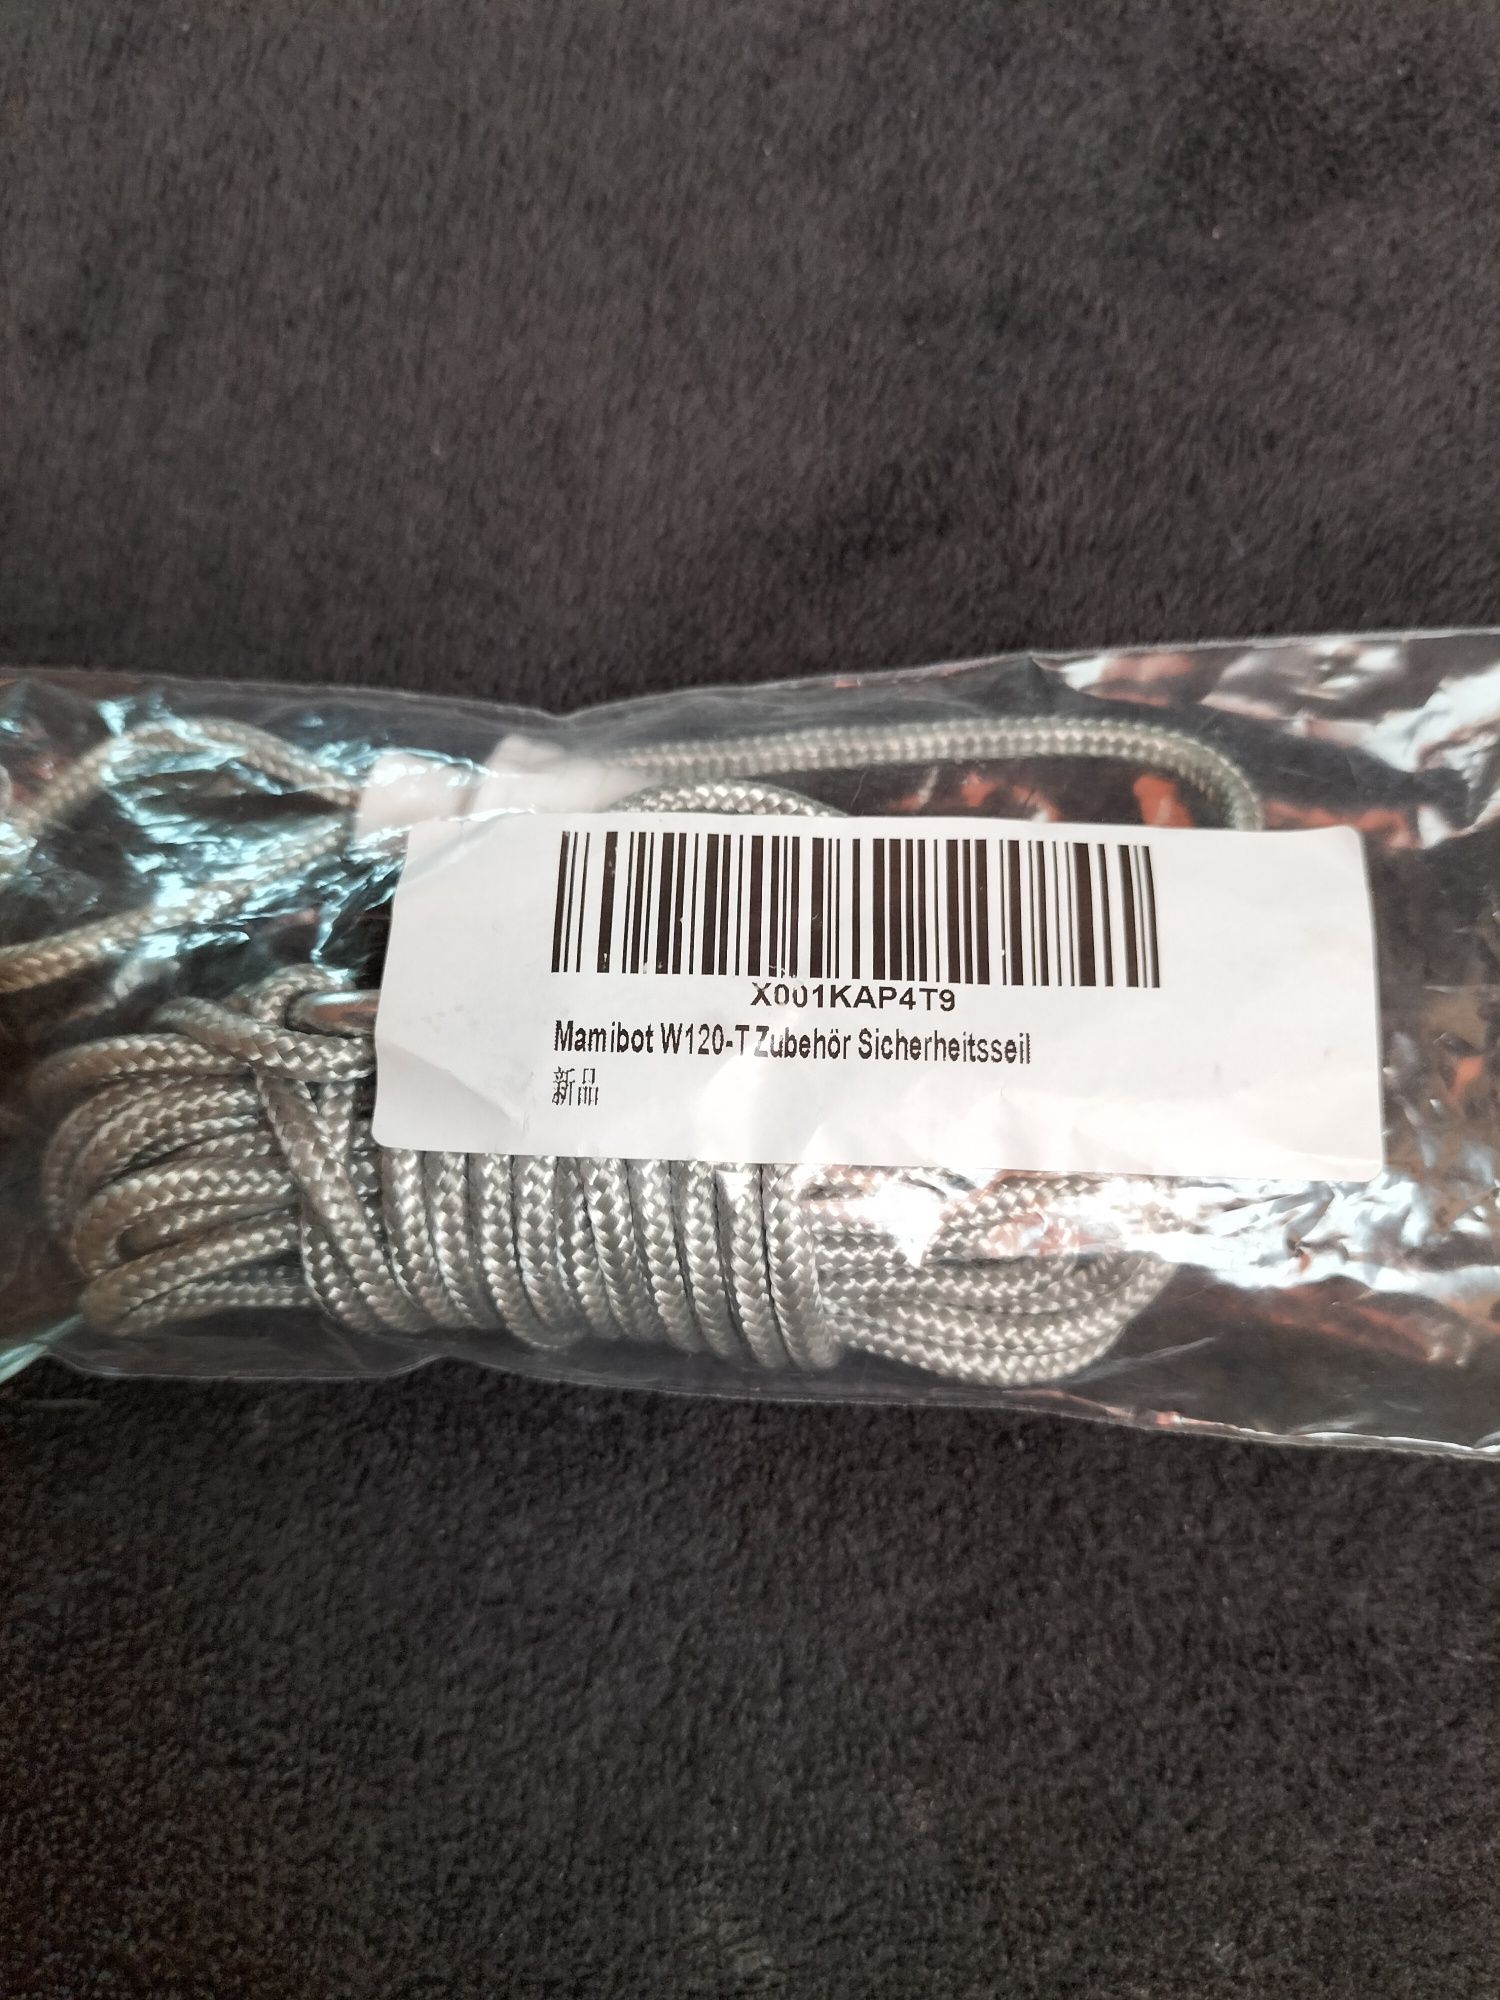 X001KAP4T9
Mamibot W120-T Zubehör Sicherheitsseil
新品